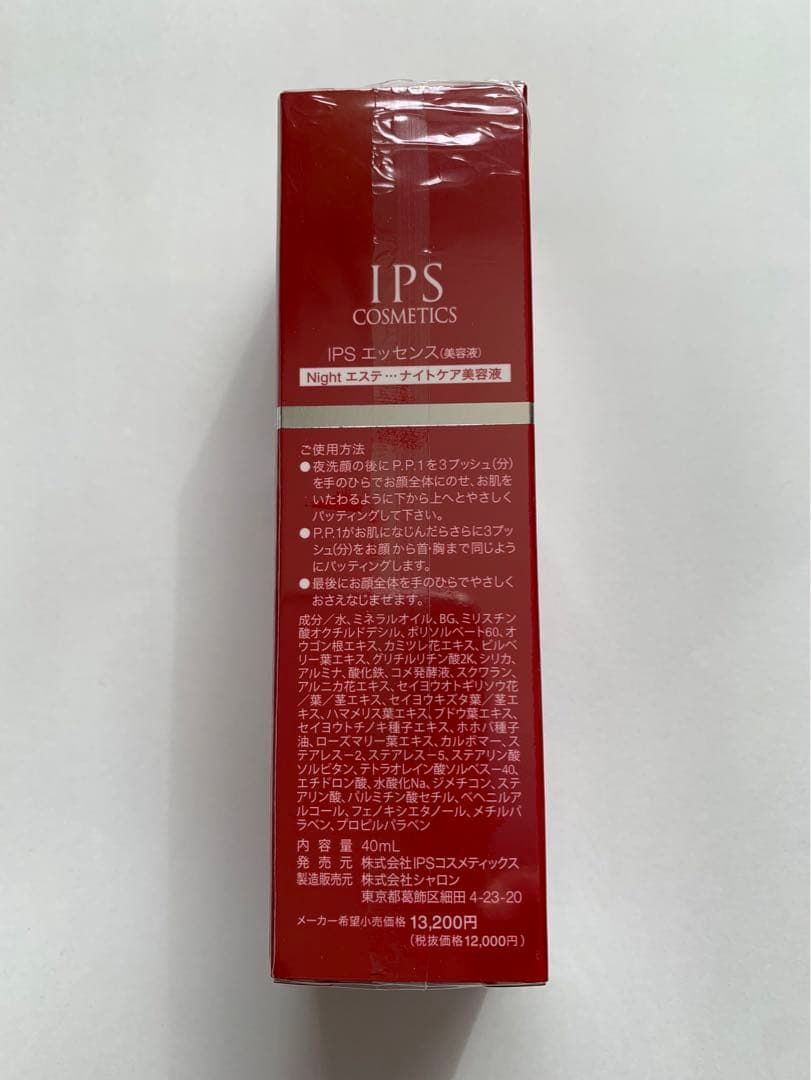 IPS
COSMETICS
IPS エッセンス(美容液)
Night エステ…ナイトケア美容液
ご使用方法
●夜洗顔の後にP.P.1を3プッシュ(分)
を手のひらでお顔全体にのせ、お肌を
いたわるように下から上へとやさしく
パッティングして下さい。
●P.P.1がお肌になじんだらさらに3プッ
シュ(分)をお顔から首・胸まで同じよう
にパッティングします。
●最後にお顔全体を手のひらでやさしく
おさえなじませます。
成分／水、ミネラルオイル、BG、ミリスチン
酸オクチルドデシル、ポリソルベート60、オ
ウゴン根エキス、カミツレ花エキス、ビルベ
リー葉エキス、グリチルリチン酸2K、シリカ、
アルミナ、酸化鉄、コメ発酵液、スクワラン、
アルニカ花エキス、セイヨウオトギリソウ花
／葉／茎エキス、セイヨウキズタ葉／茎エ
キス、ハマメリス葉エキス、ブドウ葉エキス、
セイヨウトチノキ種子エキス、ホホバ種子
油、ローズマリー葉エキス、カルボマー、ス
テアレス－2、ステアレス－5、ステアリン酸
ソルビタン、テトラオレイン酸ソルベス－40、
エチドロン酸、水酸化Na、ジメチコン、ステ
アリン酸、パルミチン酸セチル、ベヘニルア
ルコール、フェノキシエタノール、メチルパ
ラベン、プロピルパラベン
内容量 40mL
発売元 株式会社IPSコスメティックス
製造販売元 株式会社シャロン
東京都葛飾区細田 4-23-20
メーカー希望小売価格 13,200円
(税抜価格12,000円)